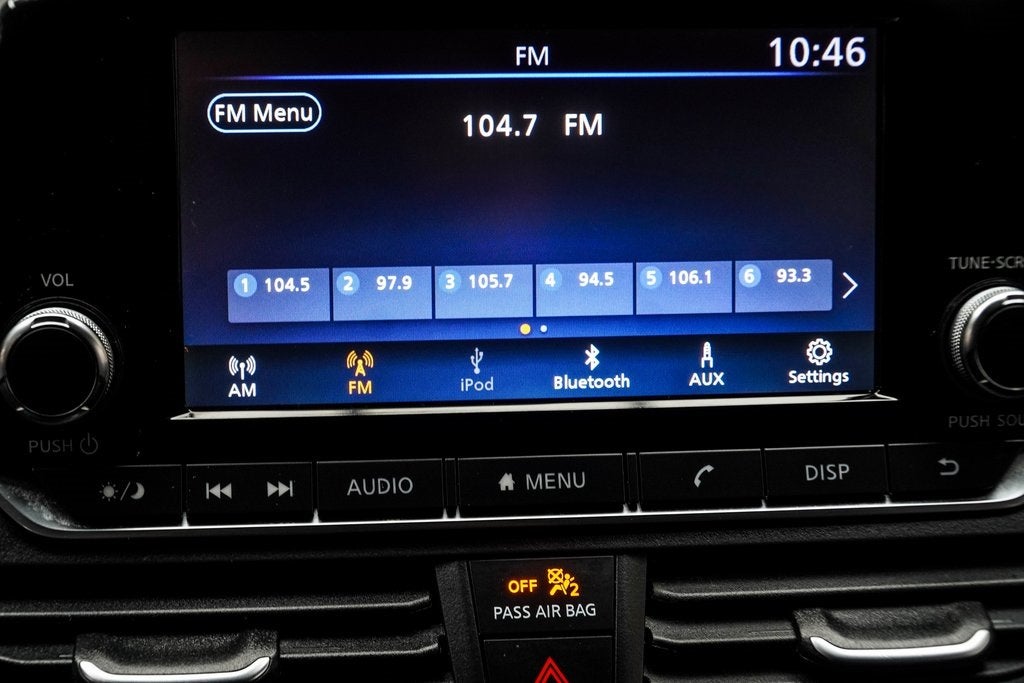 FM 10:46
FM Menu
104.7 FM
1 104.5 2 97.9 3 105.7 4 94.5 5 106.1 6 93.3
AM FM iPod Bluetooth AUX Settings
VOL
PUSH
TUNE·SCR
PUSH SOU
AUDIO MENU DISP
OFF 2
PASS AIR BAG